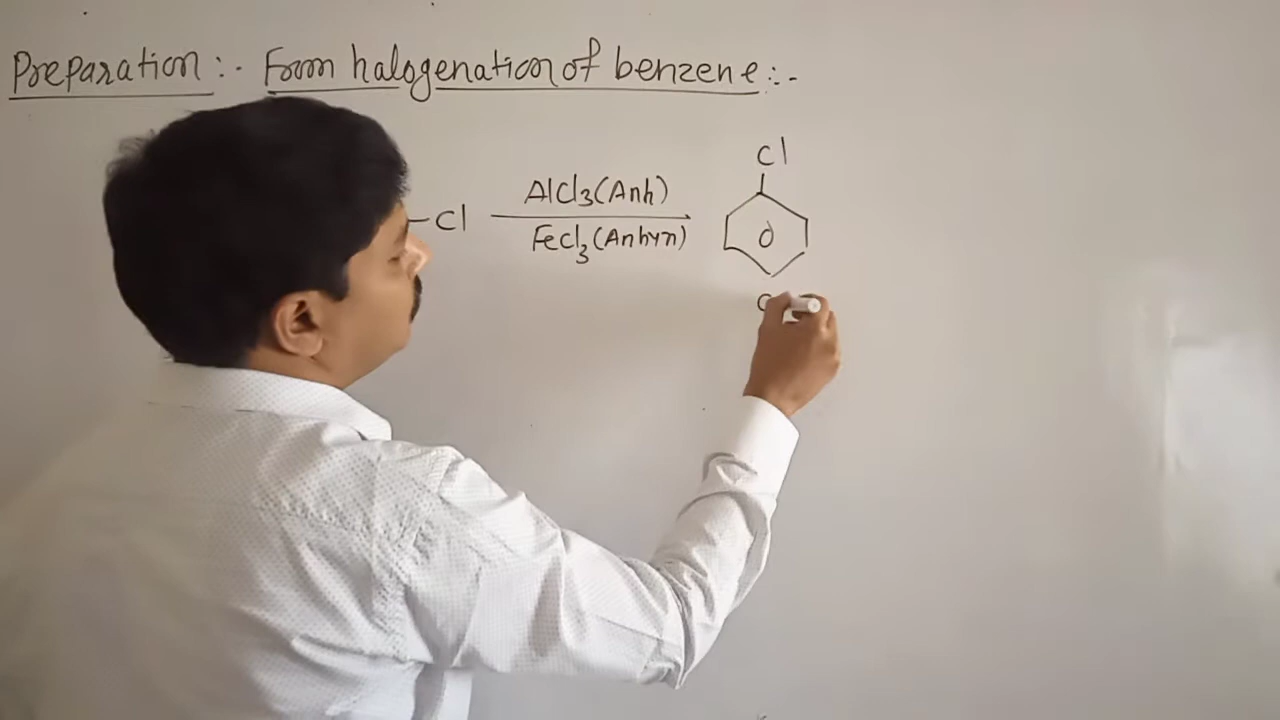 Preparation :- From halogenation of benzene :-
Cl
AlCl3(Anh)
-Cl
FeCl3(Anhyn)